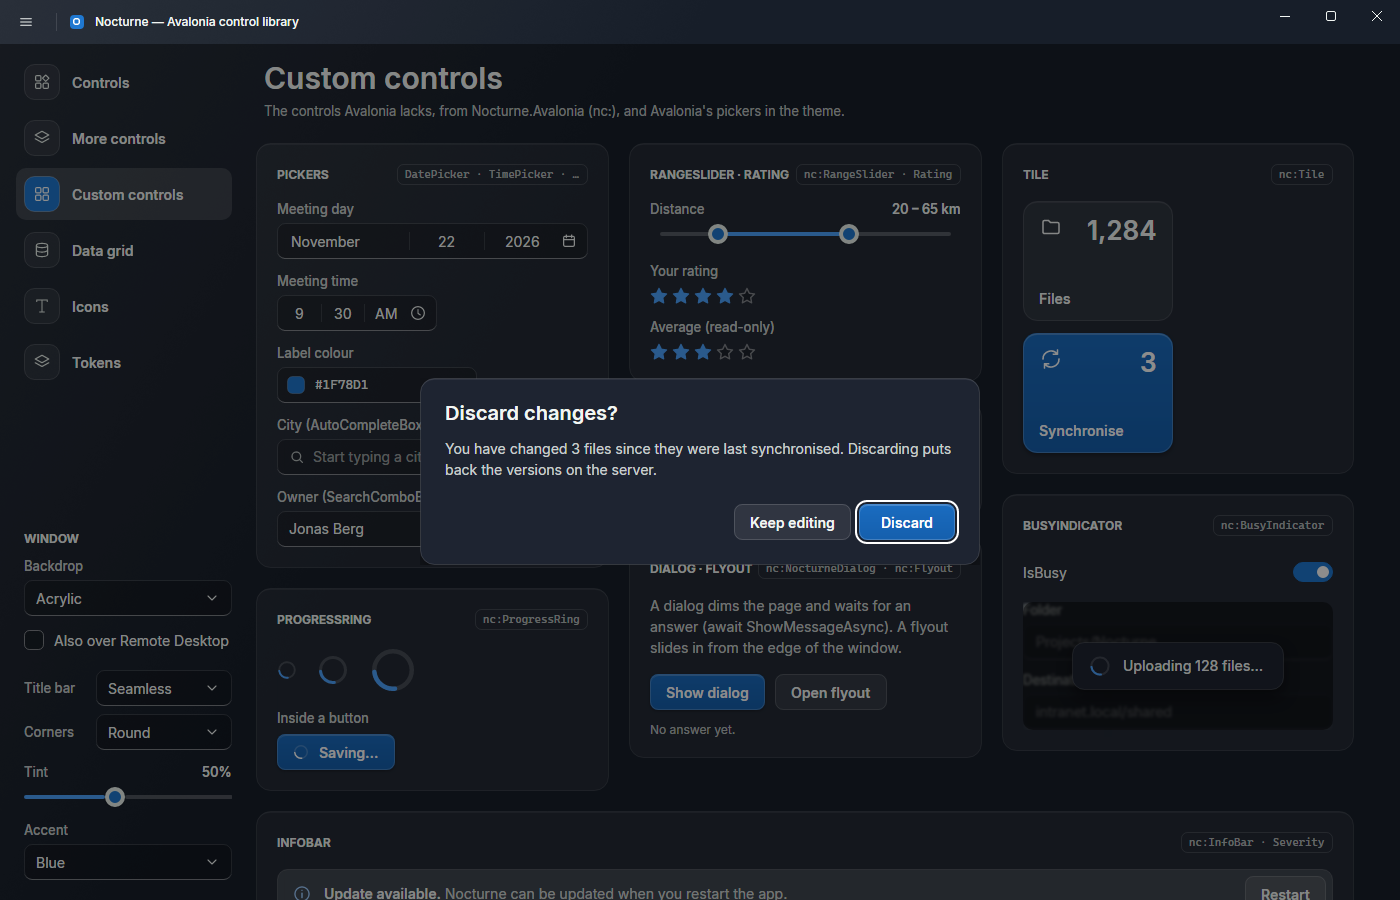 Nocturne — Avalonia control library
Controls
More controls
Custom controls
Data grid
Icons
Tokens
WINDOW
Backdrop
Acrylic
Also over Remote Desktop
Title bar
Seamless
Corners
Round
Tint
50%
Accent
Blue
Custom controls
The controls Avalonia lacks, from Nocturne.Avalonia (nc:), and Avalonia's pickers in the theme.
PICKERS
DatePicker · TimePicker · …
Meeting day
November 22 2026
Meeting time
9 30 AM
Label colour
#1F78D1
City (AutoCompleteBox
Start typing a cit
Owner (SearchComboB
Jonas Berg
PROGRESSRING
nc:ProgressRing
Inside a button
Saving...
RANGESLIDER · RATING
nc:RangeSlider · Rating
Distance
20 – 65 km
Your rating
Average (read-only)
Discard changes?
You have changed 3 files since they were last synchronised. Discarding puts
back the versions on the server.
Keep editing
Discard
DIALOG · FLYOUT
nc:NocturneDialog · nc:Flyout
A dialog dims the page and waits for an
answer (await ShowMessageAsync). A flyout
slides in from the edge of the window.
Show dialog
Open flyout
No answer yet.
TILE
nc:Tile
1,284
Files
3
Synchronise
BUSYINDICATOR
nc:BusyIndicator
IsBusy
Folder
Projects/Nocturne
Uploading 128 files...
Destinat
intranet.local/shared
INFOBAR
nc:InfoBar · Severity
Update available. Nocturne can be updated when you restart the app.
Restart